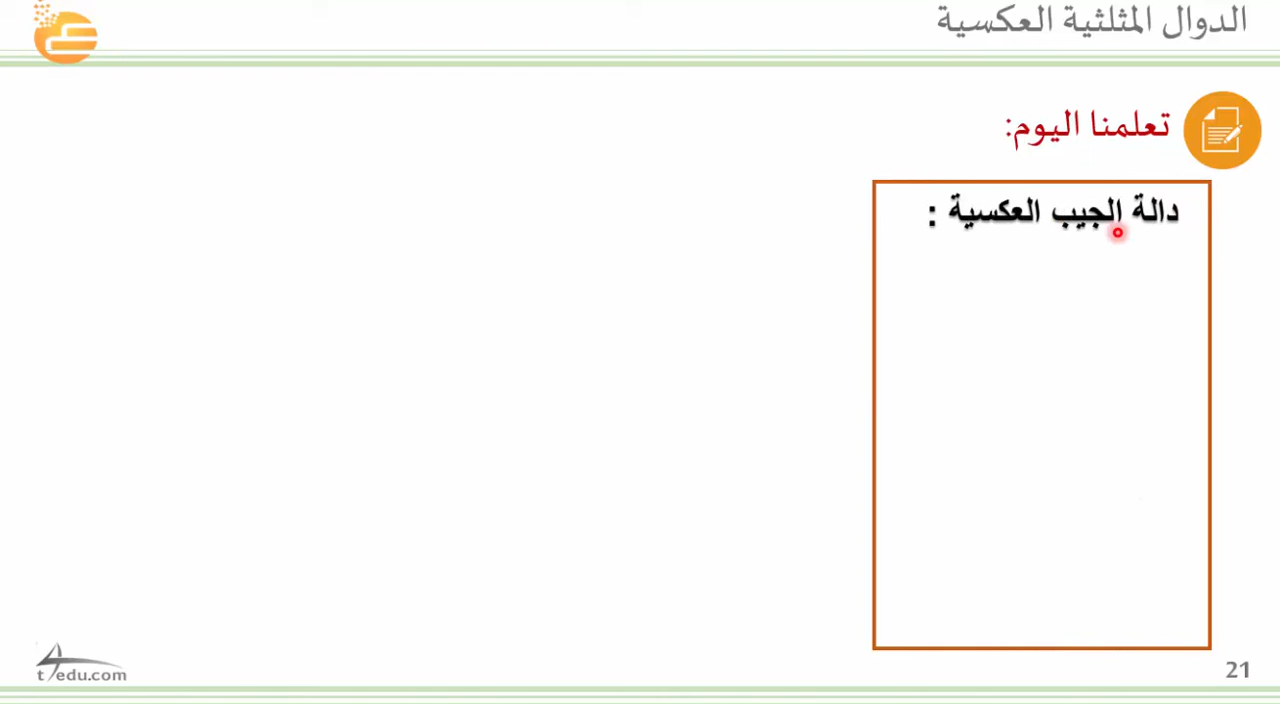 الدوال المثلثية العكسية
تعلمنا اليوم:
دالة الجيب العكسية :
t4edu.com
21